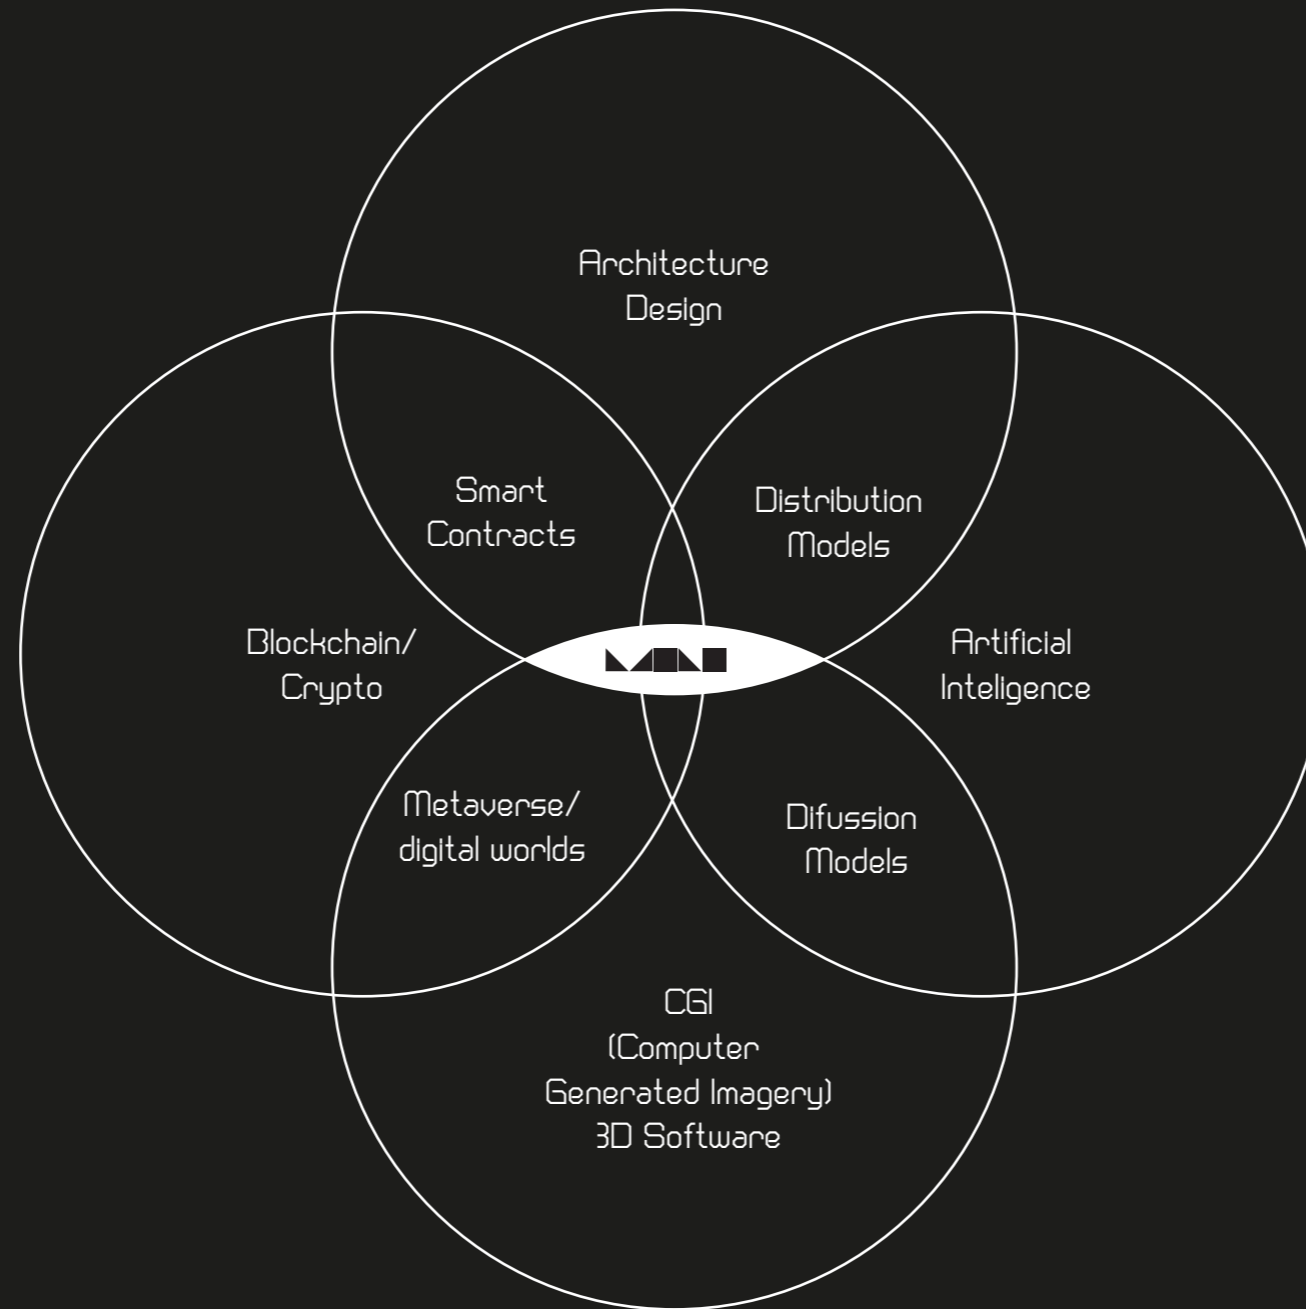 Architecture
Design
Smart
Contracts
Distribution
Models
Blockchain/
Crypto
Artificial
Inteligence
Metaverse/
digital worlds
Difussion
Models
CGI
(Computer
Generated Imagery)
3D Software